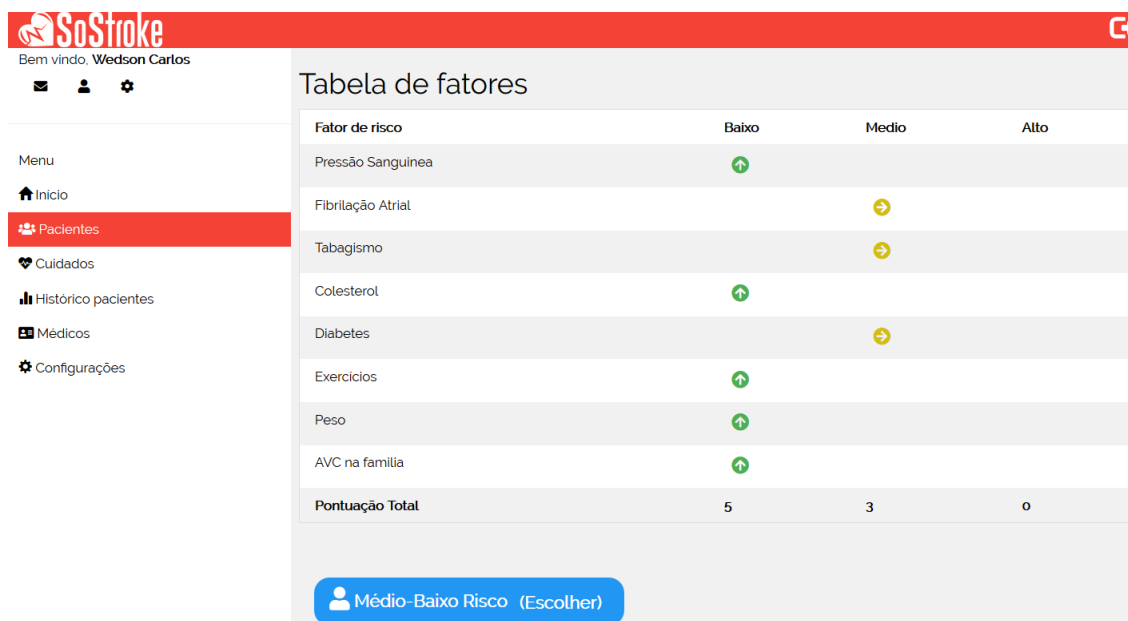 SoStroke
Bem vindo, Wedson Carlos
Menu
Início
Pacientes
Cuidados
Histórico pacientes
Médicos
Configurações
Tabela de fatores
Fator de risco Baixo Medio Alto
Pressão Sanguinea
Fibrilação Atrial
Tabagismo
Colesterol
Diabetes
Exercícios
Peso
AVC na familia
Pontuação Total 5 3 0
Médio-Baixo Risco (Escolher)